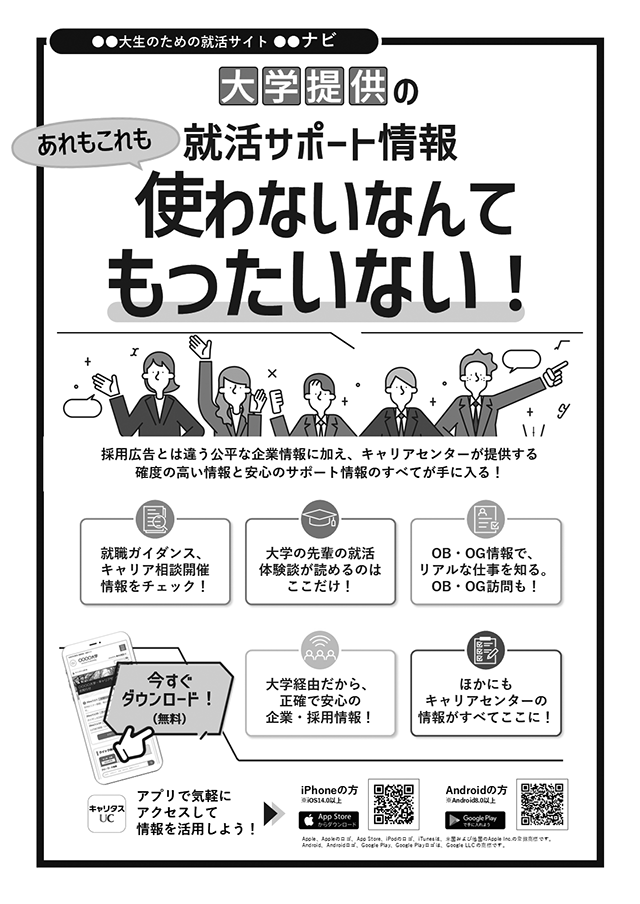 ●●大生のための就活サイト ●●ナビ
大学提供の
あれもこれも
就活サポート情報
使わないなんて
もったいない！
採用広告とは違う公平な企業情報に加え、キャリアセンターが提供する
確度の高い情報と安心のサポート情報のすべてが手に入る！
就職ガイダンス、
キャリア相談開催
情報をチェック！
大学の先輩の就活
体験談が読めるのは
ここだけ！
OB・OG情報で、
リアルな仕事を知る。
OB・OG訪問も！
今すぐ
ダウンロード！
（無料）
大学経由だから、
正確で安心の
企業・採用情報！
ほかにも
キャリアセンターの
情報がすべてここに！
キャリタス
UC
アプリで気軽に
アクセスして
情報を活用しよう！
iPhoneの方
※iOS14.0以上
App Store
からダウンロード
Androidの方
※Android8.0以上
Google Play
で手に入れよう
Apple、Appleのロゴ、App Store、iPodのロゴ、iTunesは、米国および他国のApple Inc.の登録商標です。
Android、Androidロゴ、Google Play、Google Playロゴは、Google LLCの商標です。